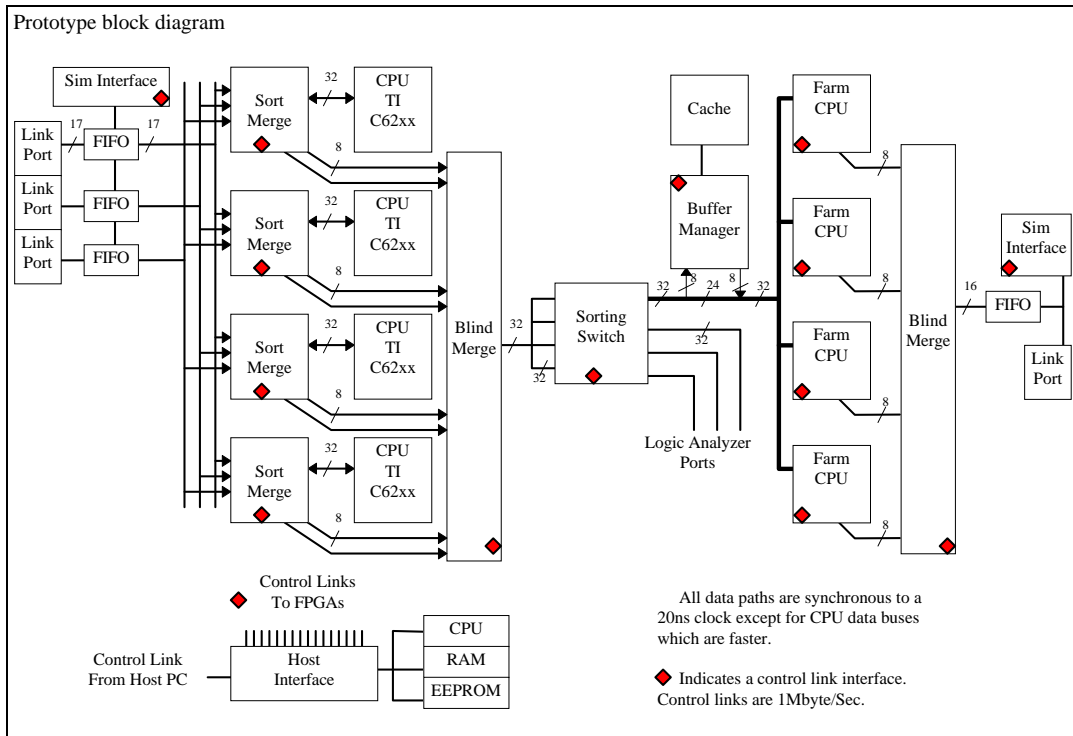 Prototype block diagram
Sim Interface
Link
Port
17
FIFO
17
Link
Port
FIFO
Link
Port
FIFO
Sort
Merge
32
CPU
TI
C62xx
8
Sort
Merge
32
CPU
TI
C62xx
8
Sort
Merge
32
CPU
TI
C62xx
8
Sort
Merge
32
CPU
TI
C62xx
8
Blind
Merge
32
32
Sorting
Switch
Cache
Buffer
Manager
32
8
24
8
32
32
Logic Analyzer
Ports
Farm
CPU
8
Farm
CPU
8
Farm
CPU
8
Farm
CPU
8
Blind
Merge
16
FIFO
Sim
Interface
Link
Port
Control Links
To FPGAs
Control Link
From Host PC
Host
Interface
CPU
RAM
EEPROM
All data paths are synchronous to a
20ns clock except for CPU data buses
which are faster.
Indicates a control link interface.
Control links are 1Mbyte/Sec.